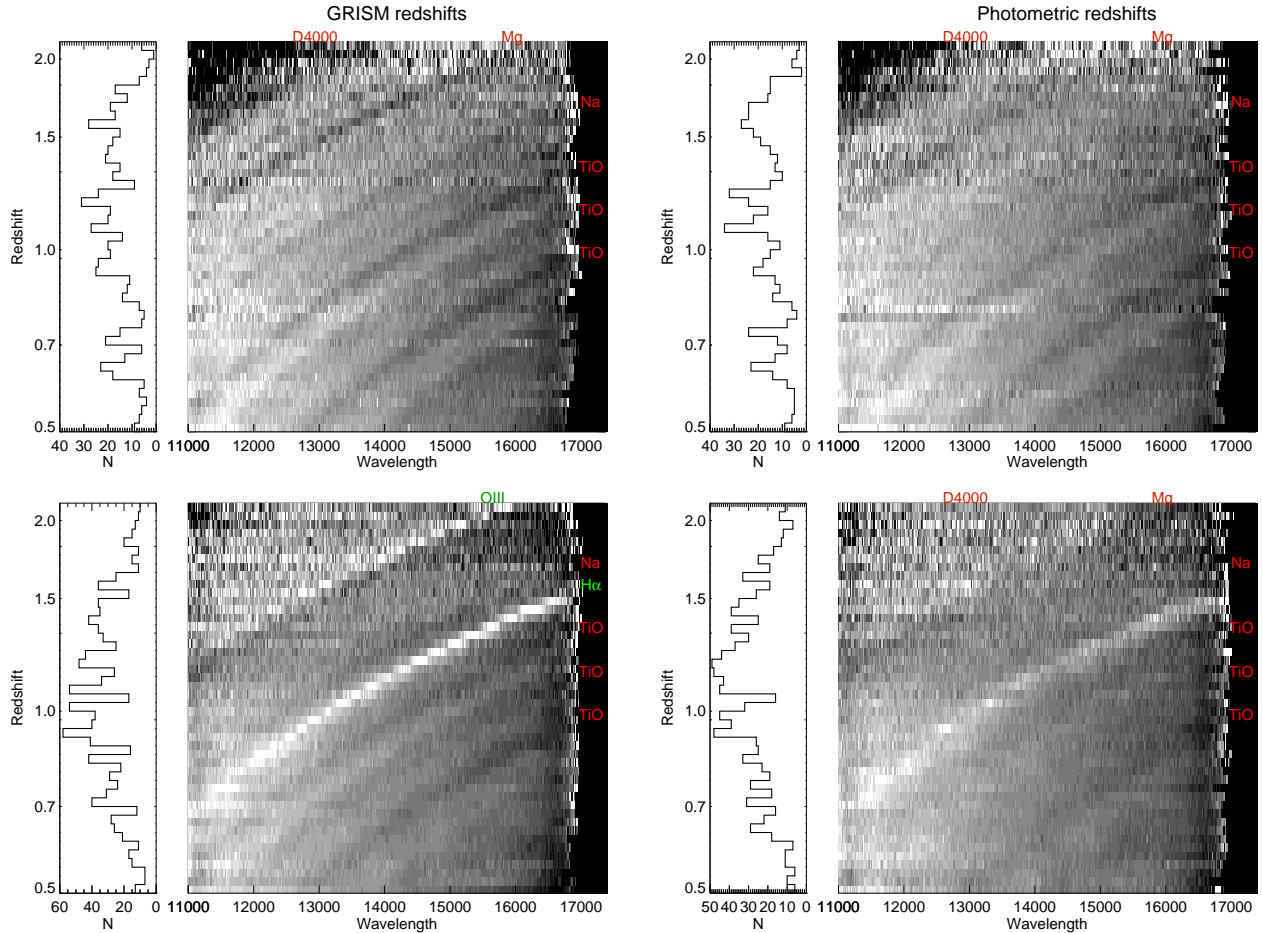 GRISM redshifts
Photometric redshifts
D4000 Mg
D4000 Mg
2.0
1.5
1.0
0.7
0.5
Redshift
40 30 20 10 0
N
11000 12000 13000 14000 15000 16000 17000
Wavelength
Na
TiO
TiO
TiO
2.0
1.5
1.0
0.7
0.5
Redshift
40 30 20 10 0
N
11000 12000 13000 14000 15000 16000 17000
Wavelength
Na
TiO
TiO
TiO
OIII
D4000 Mg
2.0
1.5
1.0
0.7
0.5
Redshift
60 40 20 0
N
11000 12000 13000 14000 15000 16000 17000
Wavelength
Na
Hα
TiO
TiO
TiO
2.0
1.5
1.0
0.7
0.5
Redshift
50 40 30 20 10 0
N
11000 12000 13000 14000 15000 16000 17000
Wavelength
Na
TiO
TiO
TiO